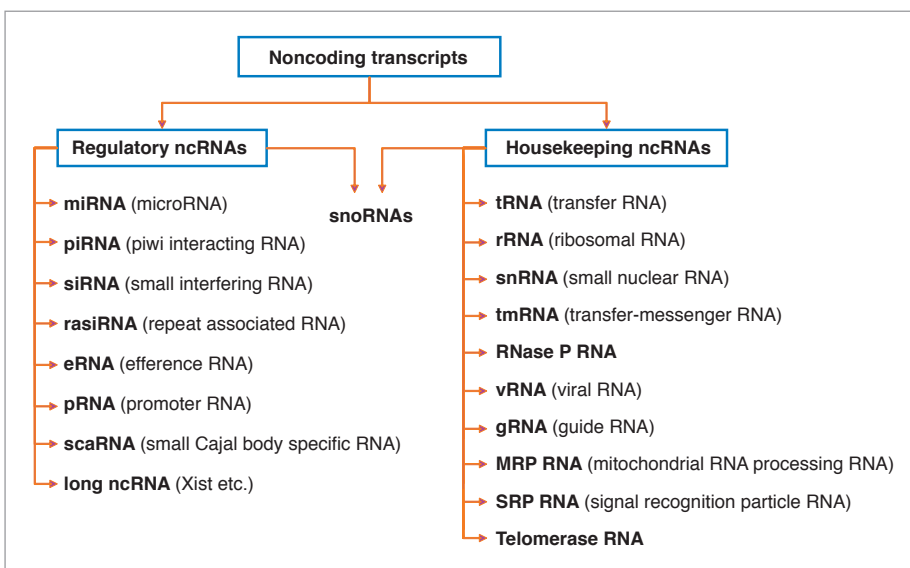 Noncoding transcripts
Regulatory ncRNAs
Housekeeping ncRNAs
snoRNAs
miRNA (microRNA)
piRNA (piwi interacting RNA)
siRNA (small interfering RNA)
rasiRNA (repeat associated RNA)
eRNA (efference RNA)
pRNA (promoter RNA)
scaRNA (small Cajal body specific RNA)
long ncRNA (Xist etc.)
tRNA (transfer RNA)
rRNA (ribosomal RNA)
snRNA (small nuclear RNA)
tmRNA (transfer-messenger RNA)
RNase P RNA
vRNA (viral RNA)
gRNA (guide RNA)
MRP RNA (mitochondrial RNA processing RNA)
SRP RNA (signal recognition particle RNA)
Telomerase RNA